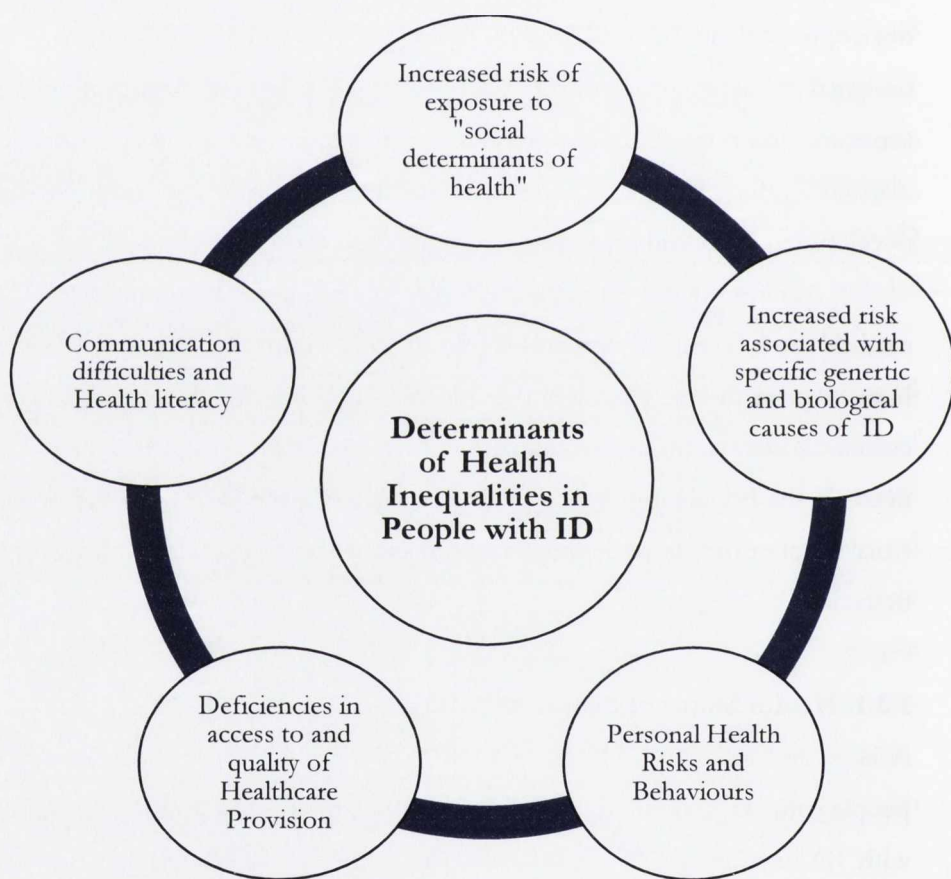 Increased risk of
exposure to
"social
determinants of
health"
Increased risk
associated with
specific genertic
and biological
causes of ID
Communication
difficulties and
Health literacy
Determinants
of Health
Inequalities in
People with ID
Deficiencies in
access to and
quality of
Healthcare
Provision
Personal Health
Risks and
Behaviours